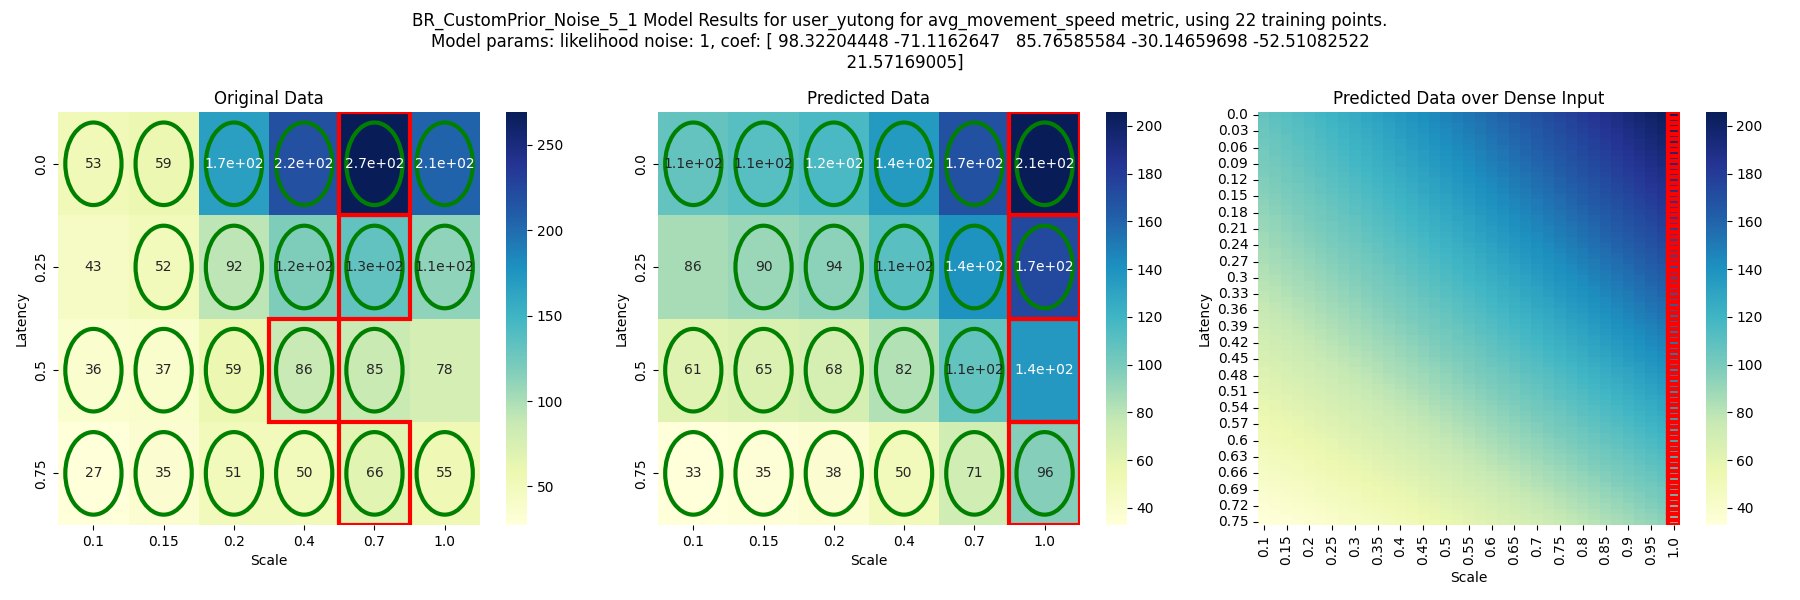 BR_CustomPrior_Noise_5_1 Model Results for user_yutong for avg_movement_speed metric, using 22 training points.
Model params: likelihood noise: 1, coef: [ 98.32204448 -71.1162647   85.76585584 -30.14659698 -52.51082522
21.57169005]
Original Data
53 59 1.7e+02 2.2e+02 2.7e+02 2.1e+02
43 52 92 1.2e+02 1.3e+02 1.1e+02
36 37 59 86 85 78
27 35 51 50 66 55
0.0
0.25
0.5
0.75
Latency
0.1 0.15 0.2 0.4 0.7 1.0
Scale
250
200
150
100
50
Predicted Data
1.1e+02 1.1e+02 1.2e+02 1.4e+02 1.7e+02 2.1e+02
86 90 94 1.1e+02 1.4e+02 1.7e+02
61 65 68 82 1.1e+02 1.4e+02
33 35 38 50 71 96
0.0
0.25
0.5
0.75
Latency
0.1 0.15 0.2 0.4 0.7 1.0
Scale
200
180
160
140
120
100
80
60
40
Predicted Data over Dense Input
0.0
0.03
0.06
0.09
0.12
0.15
0.18
0.21
0.24
0.27
0.3
0.33
0.36
0.39
0.42
0.45
0.48
0.51
0.54
0.57
0.6
0.63
0.66
0.69
0.72
0.75
Latency
0.1 0.15 0.2 0.25 0.3 0.35 0.4 0.45 0.5 0.55 0.6 0.65 0.7 0.75 0.8 0.85 0.9 0.95 1.0
Scale
200
180
160
140
120
100
80
60
40